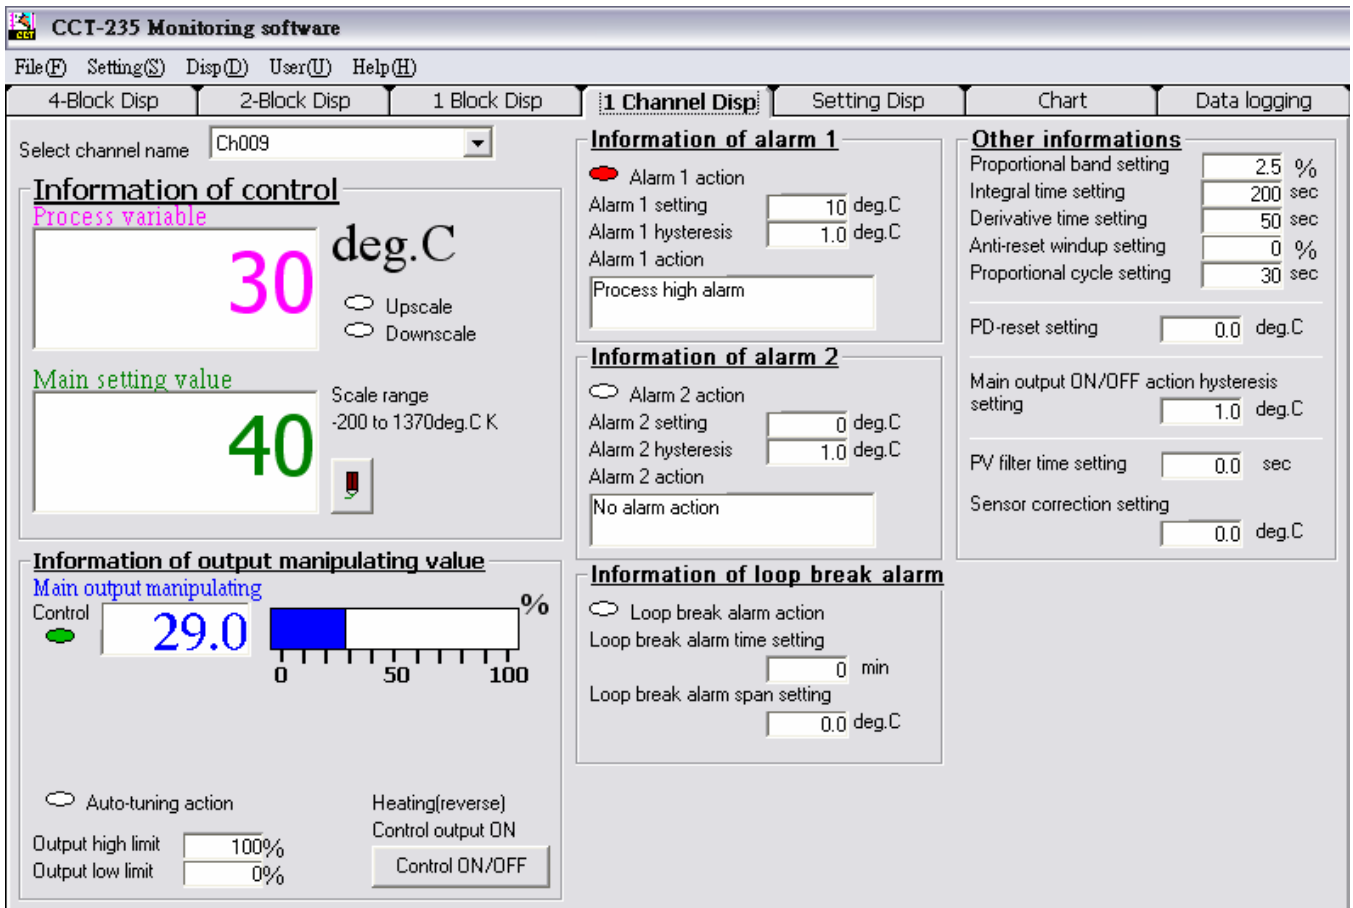 CCT-235 Monitoring software
File(F) Setting(S) Disp(D) User(U) Help(H)
4-Block Disp 2-Block Disp 1 Block Disp 1 Channel Disp Setting Disp Chart Data logging
Select channel name Ch009
Information of control
Process variable
30
deg.C
Upscale
Downscale
Main setting value
40
Scale range
-200 to 1370deg.C K
Information of output manipulating value
Main output manipulating
Control
29.0
%
0 50 100
Auto-tuning action
Heating(reverse)
Control output ON
Output high limit 100%
Output low limit 0%
Control ON/OFF
Information of alarm 1
Alarm 1 action
Alarm 1 setting 10 deg.C
Alarm 1 hysteresis 1.0 deg.C
Alarm 1 action
Process high alarm
Information of alarm 2
Alarm 2 action
Alarm 2 setting 0 deg.C
Alarm 2 hysteresis 1.0 deg.C
Alarm 2 action
No alarm action
Information of loop break alarm
Loop break alarm action
Loop break alarm time setting
0 min
Loop break alarm span setting
0.0 deg.C
Other informations
Proportional band setting 2.5 %
Integral time setting 200 sec
Derivative time setting 50 sec
Anti-reset windup setting 0 %
Proportional cycle setting 30 sec
PD-reset setting 0.0 deg.C
Main output ON/OFF action hysteresis
setting 1.0 deg.C
PV filter time setting 0.0 sec
Sensor correction setting
0.0 deg.C